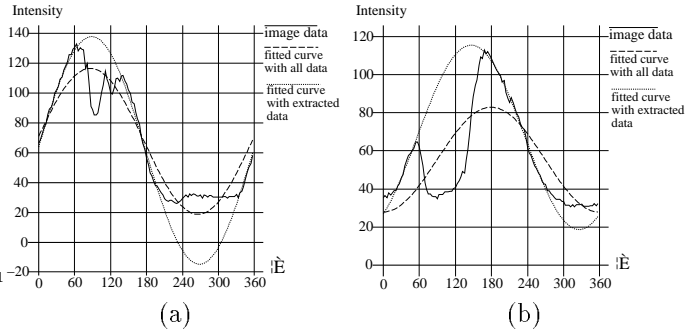 Intensity
140
120
100
80
60
40
20
0
−20
0 60 120 180 240 300 360
¦È
image data
fitted curve
with all data
fitted curve
with extracted
data
(a)
Intensity
120
100
80
60
40
20
0
0 60 120 180 240 300 360
¦È
image data
fitted curve
with all data
fitted curve
with extracted
data
(b)
1